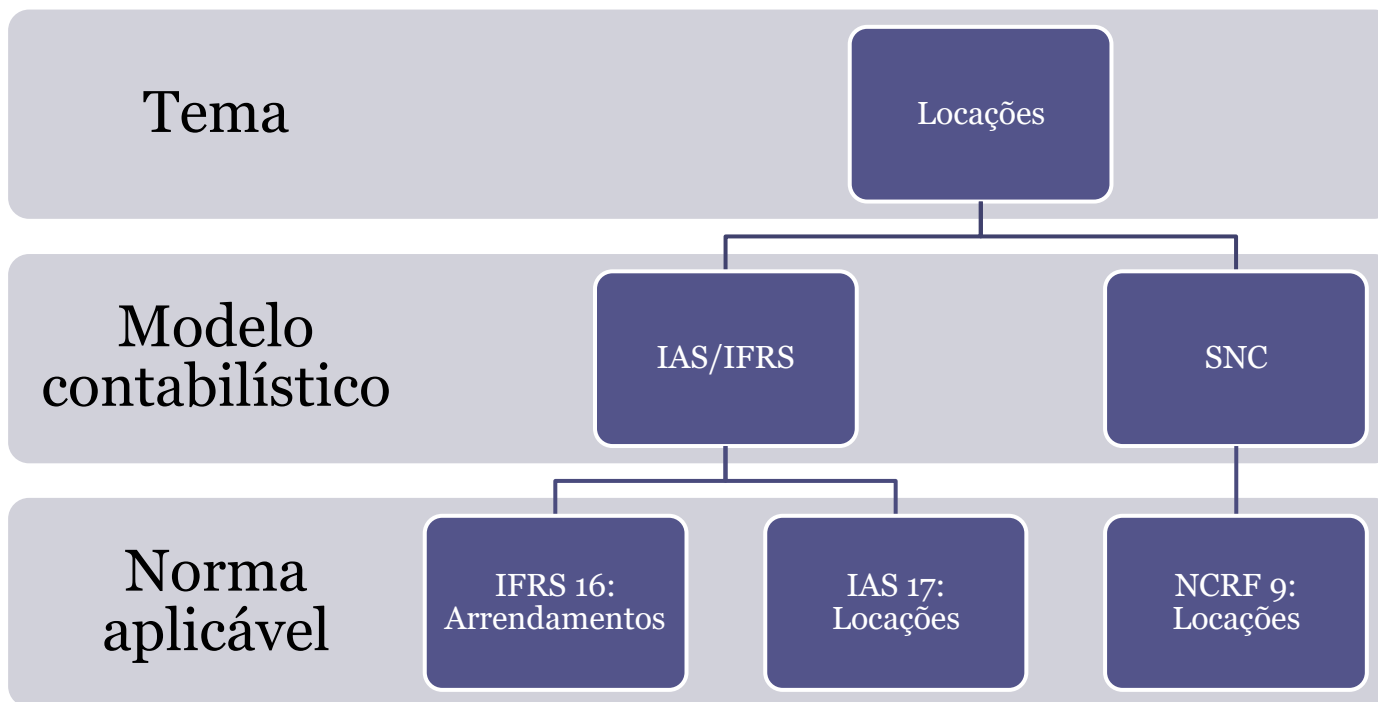 Tema
Locações
Modelo
contabilístico
IAS/IFRS
SNC
Norma
aplicável
IFRS 16:
Arrendamentos
IAS 17:
Locações
NCRF 9:
Locações